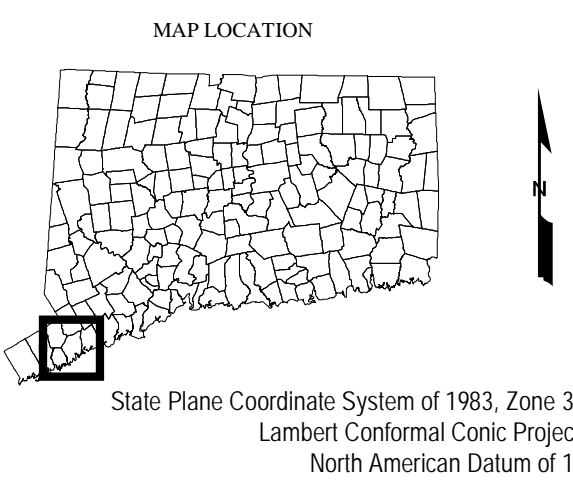 MAP LOCATION
N
State Plane Coordinate System of 1983, Zone 3
Lambert Conformal Conic Projec
North American Datum of 1